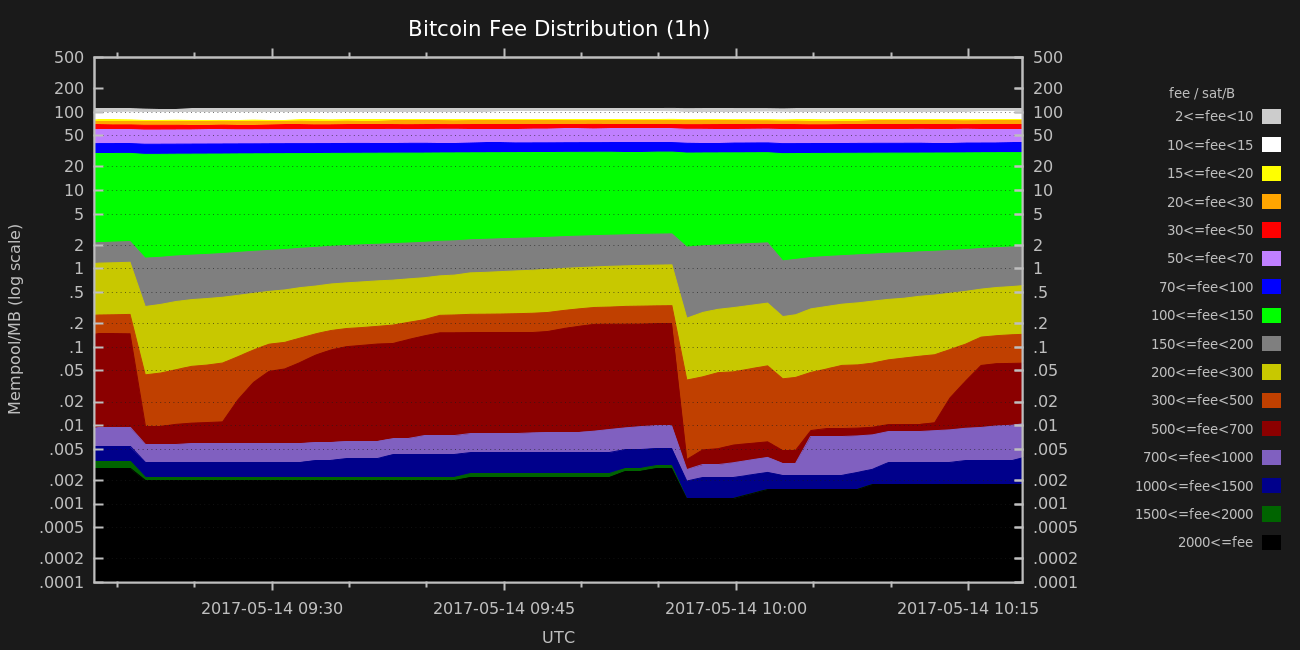 Bitcoin Fee Distribution (1h)
Mempool/MB (log scale)
500
200
100
50
20
10
5
2
1
.5
.2
.1
.05
.02
.01
.005
.002
.001
.0005
.0002
.0001
500
200
100
50
20
10
5
2
1
.5
.2
.1
.05
.02
.01
.005
.002
.001
.0005
.0002
.0001
2017-05-14 09:30
2017-05-14 09:45
2017-05-14 10:00
2017-05-14 10:15
UTC
fee / sat/B
2<=fee<10
10<=fee<15
15<=fee<20
20<=fee<30
30<=fee<50
50<=fee<70
70<=fee<100
100<=fee<150
150<=fee<200
200<=fee<300
300<=fee<500
500<=fee<700
700<=fee<1000
1000<=fee<1500
1500<=fee<2000
2000<=fee